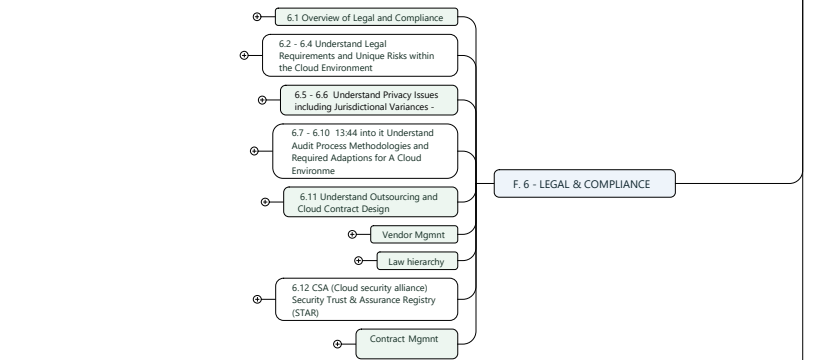 6.1 Overview of Legal and Compliance
6.2 - 6.4 Understand Legal
Requirements and Unique Risks within
the Cloud Environment
6.5 - 6.6 Understand Privacy Issues
including Jurisdictional Variances -
6.7 - 6.10 13:44 into it Understand
Audit Process Methodologies and
Required Adaptions for A Cloud
Environme
6.11 Understand Outsourcing and
Cloud Contract Design
Vendor Mgmnt
Law hierarchy
6.12 CSA (Cloud security alliance)
Security Trust & Assurance Registry
(STAR)
Contract Mgmnt
F. 6 - LEGAL & COMPLIANCE